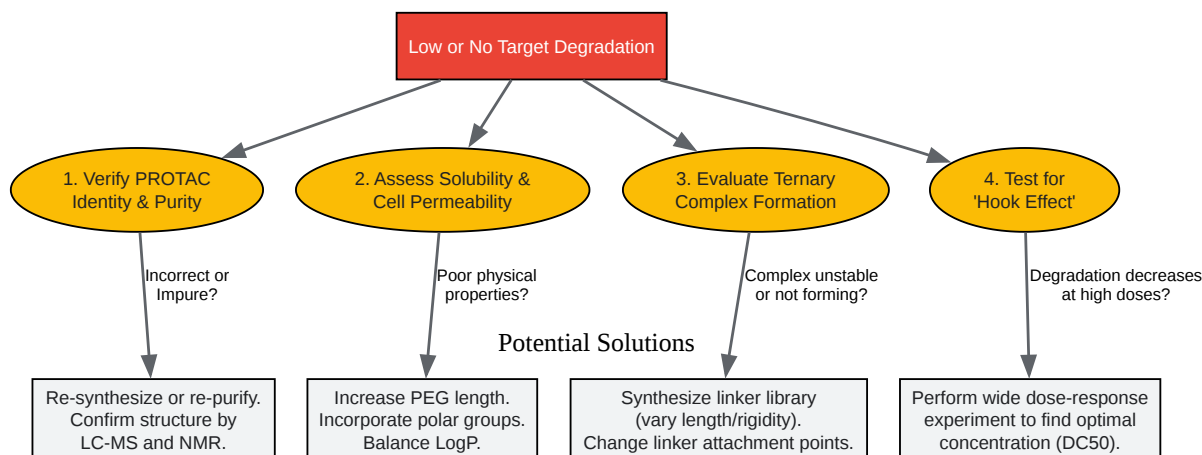 Low or No Target Degradation
1. Verify PROTAC
Identity & Purity
2. Assess Solubility &
Cell Permeability
3. Evaluate Ternary
Complex Formation
4. Test for
'Hook Effect'
Incorrect or
Impure?
Poor physical
properties?
Complex unstable
or not forming?
Degradation decreases
at high doses?
Potential Solutions
Re-synthesize or re-purify.
Confirm structure by
LC-MS and NMR.
Increase PEG length.
Incorporate polar groups.
Balance LogP.
Synthesize linker library
(vary length/rigidity).
Change linker attachment points.
Perform wide dose-response
experiment to find optimal
concentration (DC50).